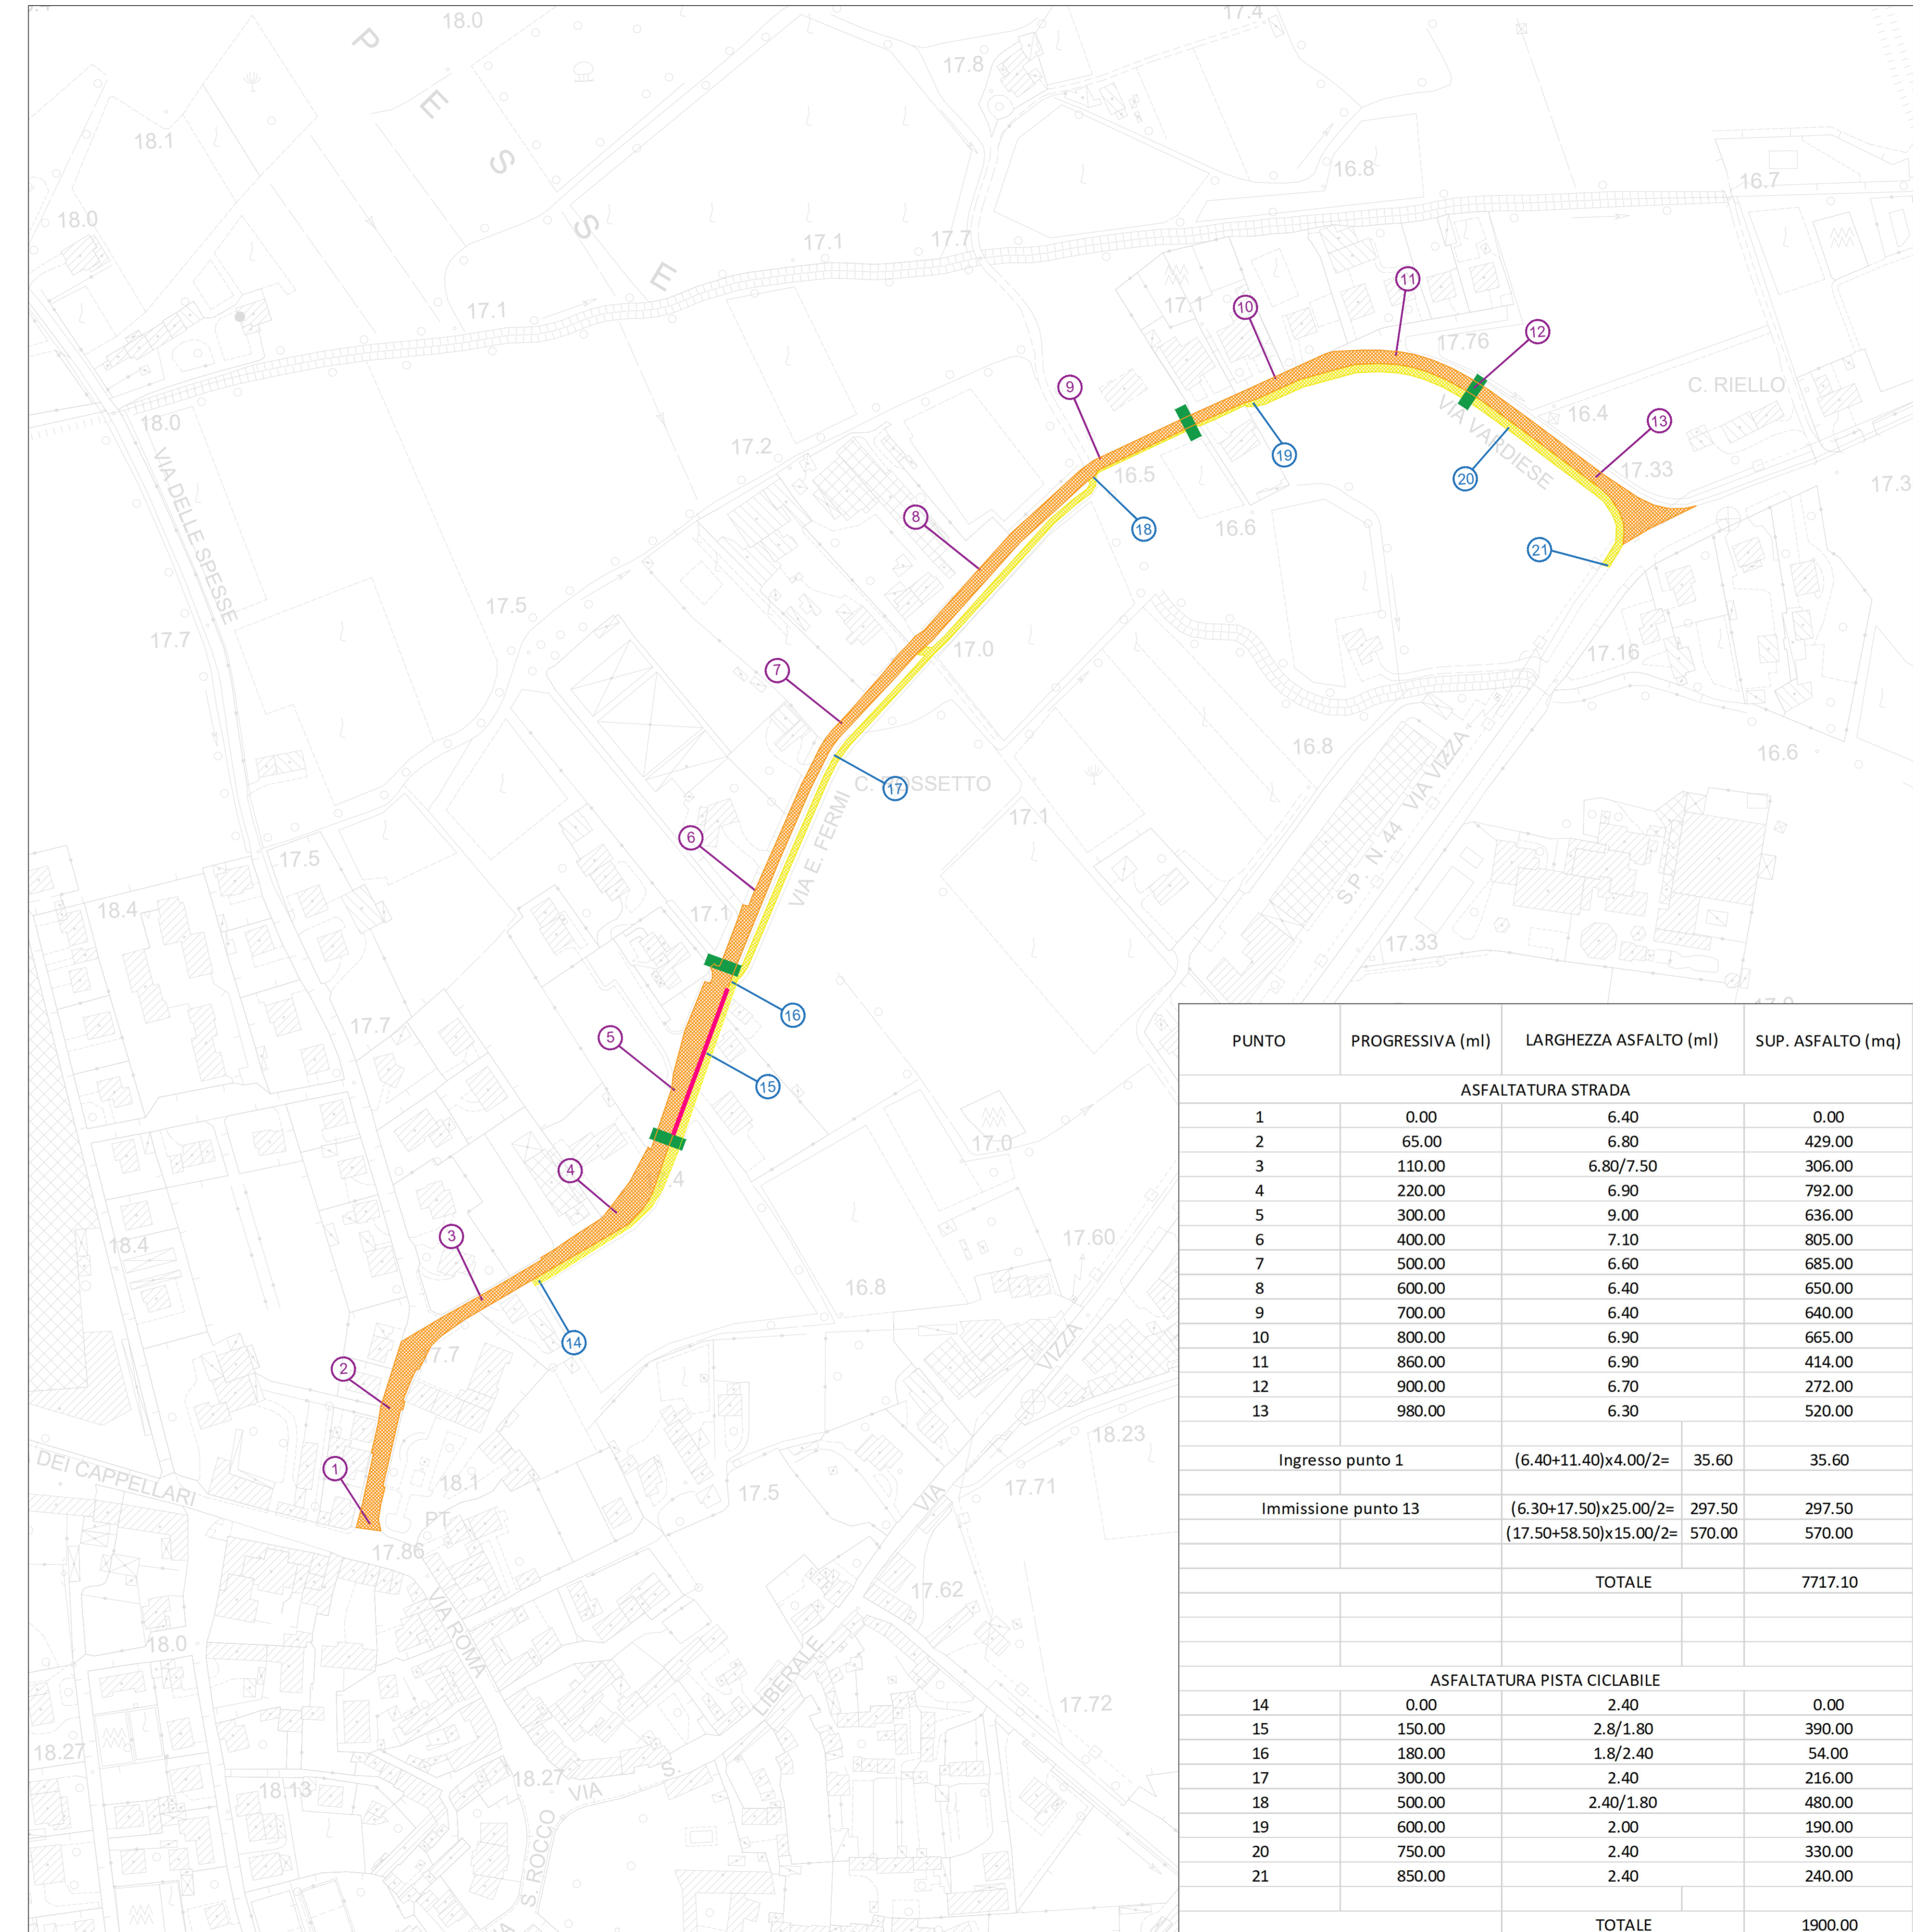 18.0
17.4
P
E
S
S
E
17.8
18.1
16.8
16.7
18.0
17.1
17.7
17.1
17.1
11
10
12
17.76
C. RIELLO
9
16.4
18.0
VIA DELLE SPESSE
17.2
VIA VARDIESE
13
19
20
17.33
16.5
17.3
8
18
16.6
21
17.5
17.7
17.0
17.16
7
16.8
16.6
C. ROSSETTO
17
VIA E. FERMI
17.1
6
17.5
S.P. N. 44 VIA VIZZA
18.4
17.1
17.33
16
17.7
5
15
17.0
4
3
18.4
17.60
16.8
14
VIZZA
2
17.7
18.23
1
DEI CAPPELLARI
18.1
17.5
VIA
17.71
PT
17.86
17.62
VIA ROMA
18.0
LIBERALE
17.72
18.27
18.27
18.13
VIA
S.
S. ROCCO
PUNTO PROGRESSIVA (ml) LARGHEZZA ASFALTO (ml) SUP. ASFALTO (mq)
ASFALTATURA STRADA
1 0.00 6.40 0.00
2 65.00 6.80 429.00
3 110.00 6.80/7.50 306.00
4 220.00 6.90 792.00
5 300.00 9.00 636.00
6 400.00 7.10 805.00
7 500.00 6.60 685.00
8 600.00 6.40 650.00
9 700.00 6.40 640.00
10 800.00 6.90 665.00
11 860.00 6.90 414.00
12 900.00 6.70 272.00
13 980.00 6.30 520.00
Ingresso punto 1 (6.40+11.40)x4.00/2= 35.60 35.60
Immissione punto 13 (6.30+17.50)x25.00/2= 297.50 297.50
(17.50+58.50)x15.00/2= 570.00 570.00
TOTALE 7717.10
ASFALTATURA PISTA CICLABILE
14 0.00 2.40 0.00
15 150.00 2.8/1.80 390.00
16 180.00 1.8/2.40 54.00
17 300.00 2.40 216.00
18 500.00 2.40/1.80 480.00
19 600.00 2.00 190.00
20 750.00 2.40 330.00
21 850.00 2.40 240.00
TOTALE 1900.00